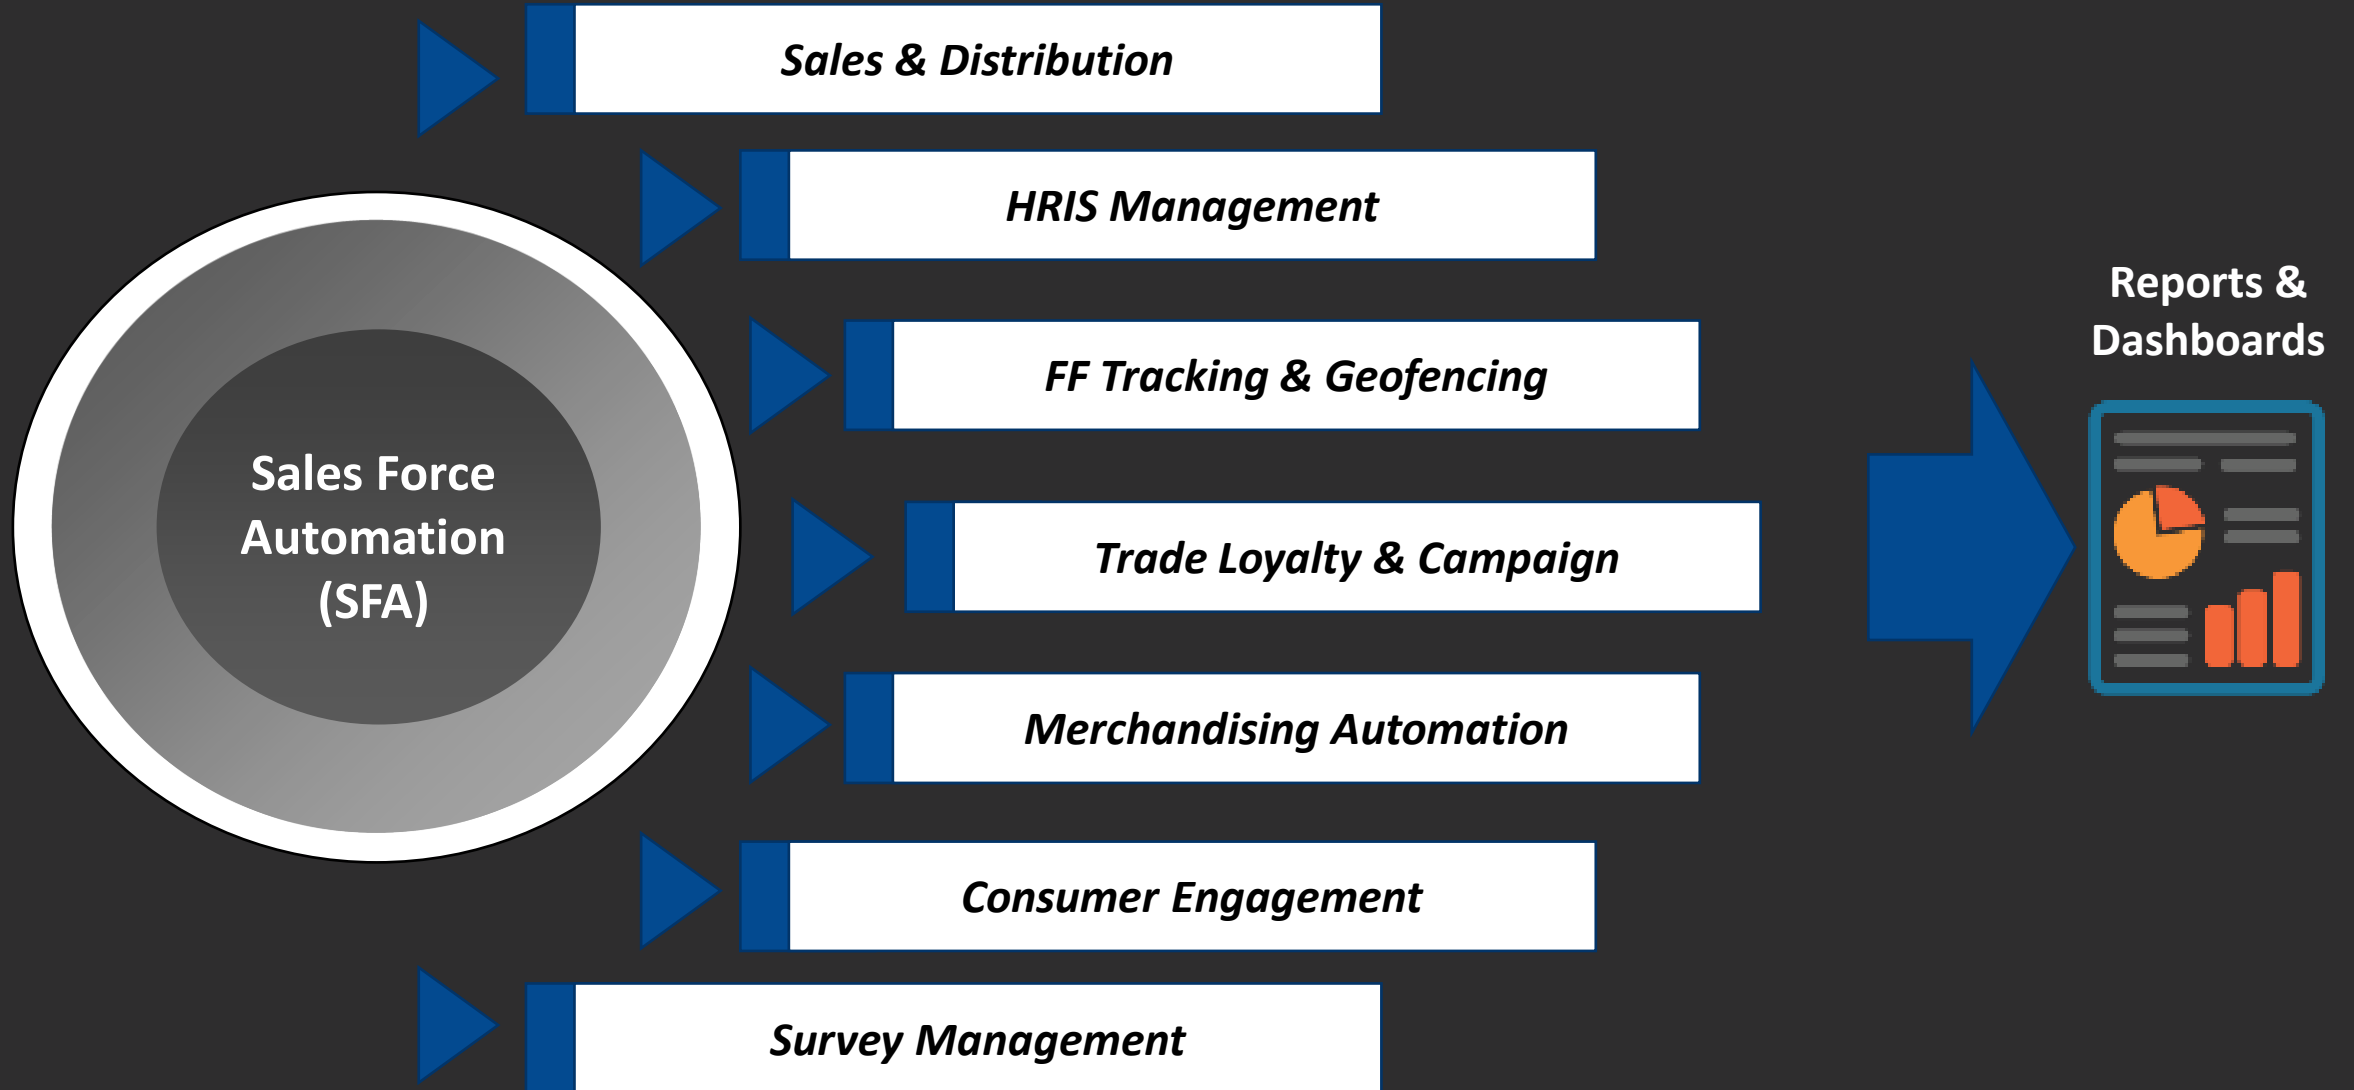 Sales & Distribution
HRIS Management
FF Tracking & Geofencing
Trade Loyalty & Campaign
Merchandising Automation
Consumer Engagement
Survey Management
Sales Force
Automation
(SFA)
Reports &
Dashboards